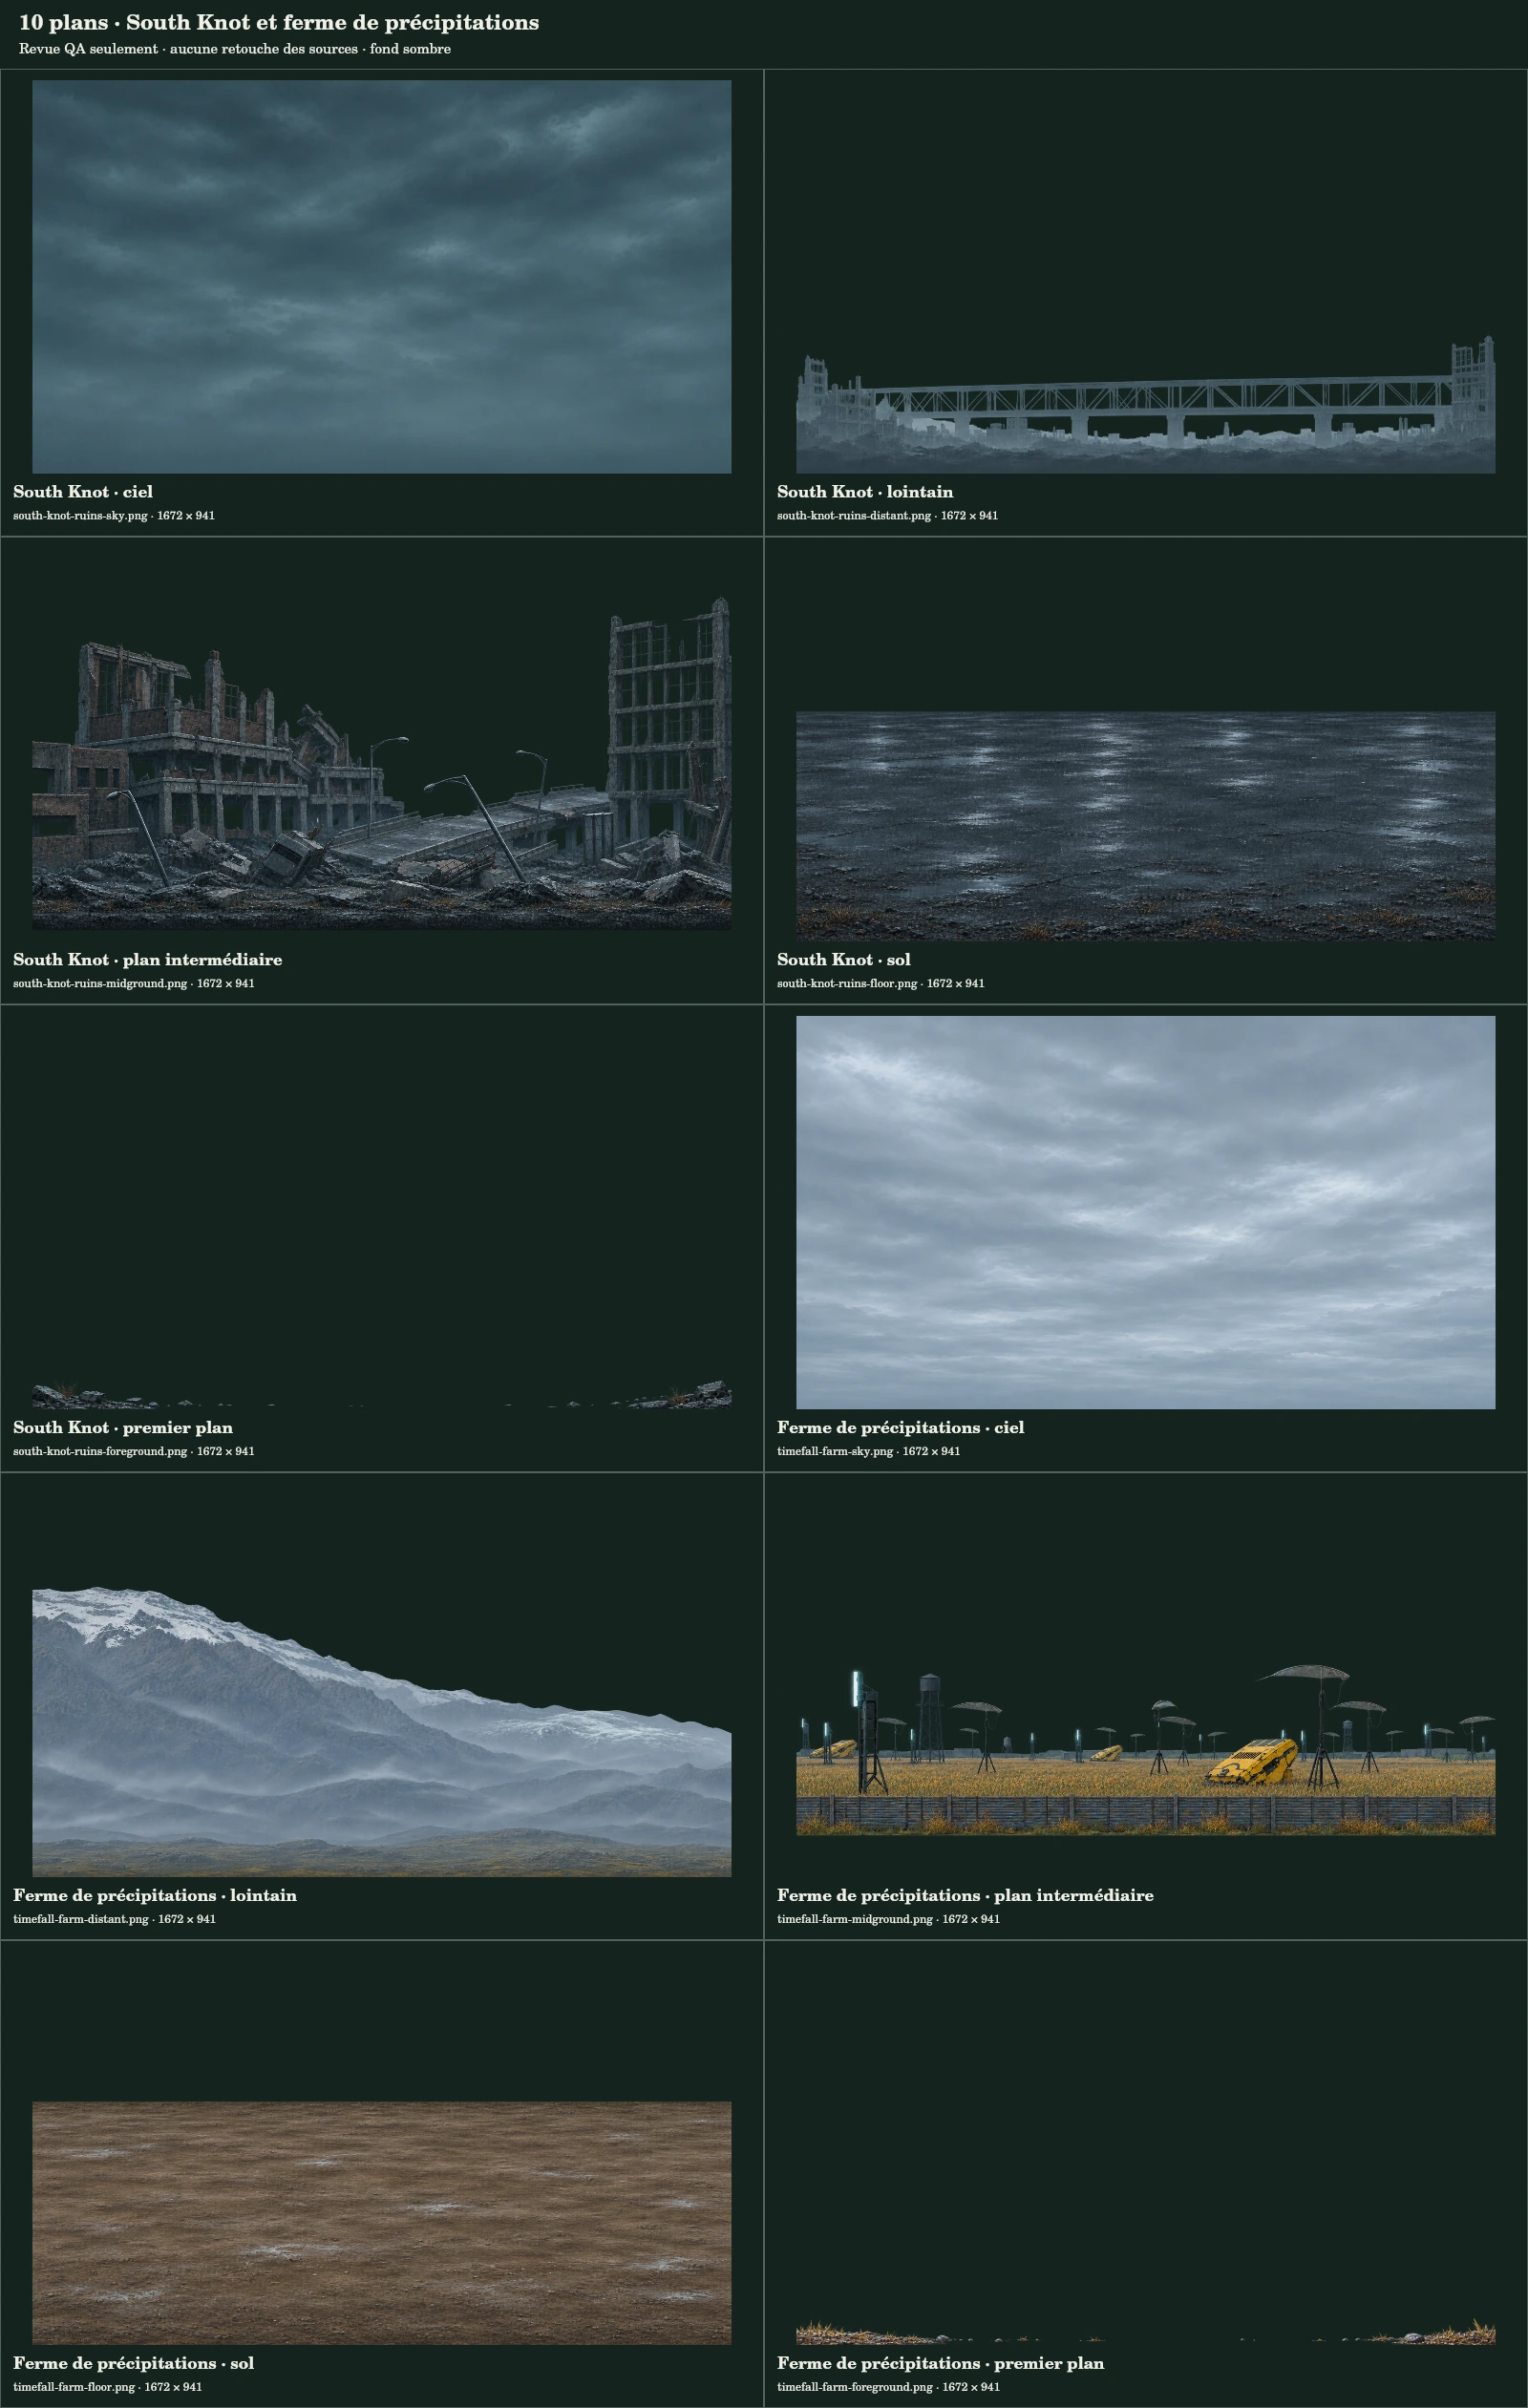 10 plans · South Knot et ferme de précipitations
Revue QA seulement · aucune retouche des sources · fond sombre
South Knot · ciel
south-knot-ruins-sky.png · 1672 × 941
South Knot · lointain
south-knot-ruins-distant.png · 1672 × 941
South Knot · plan intermédiaire
south-knot-ruins-midground.png · 1672 × 941
South Knot · sol
south-knot-ruins-floor.png · 1672 × 941
South Knot · premier plan
south-knot-ruins-foreground.png · 1672 × 941
Ferme de précipitations · ciel
timefall-farm-sky.png · 1672 × 941
Ferme de précipitations · lointain
timefall-farm-distant.png · 1672 × 941
Ferme de précipitations · plan intermédiaire
timefall-farm-midground.png · 1672 × 941
Ferme de précipitations · sol
timefall-farm-floor.png · 1672 × 941
Ferme de précipitations · premier plan
timefall-farm-foreground.png · 1672 × 941